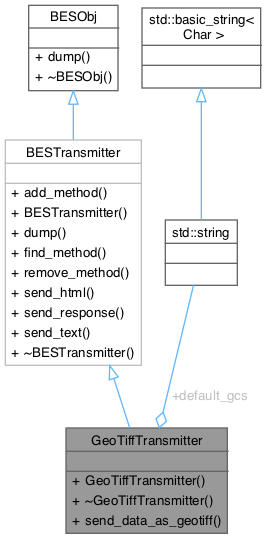 BESObj
+ dump()
+ ~BESObj()
std::basic_string<
Char >
BESTransmitter
+ add_method()
+ BESTransmitter()
+ dump()
+ find_method()
+ remove_method()
+ send_html()
+ send_response()
+ send_text()
+ ~BESTransmitter()
std::string
+default_gcs
GeoTiffTransmitter
+ GeoTiffTransmitter()
+ ~GeoTiffTransmitter()
+ send_data_as_geotiff()